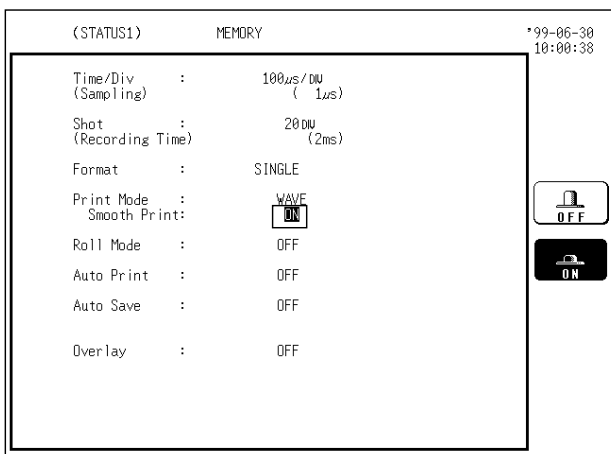 (STATUS1) MEMORY '99-06-30
10:00:38
Time/Div : 100µs/DIV
(Sampling) ( 1µs)
Shot : 20DIV
(Recording Time) (2ms)
Format : SINGLE
Print Mode : WAVE
Smooth Print: ON
Roll Mode : OFF
Auto Print : OFF
Auto Save : OFF
Overlay : OFF
OFF
ON